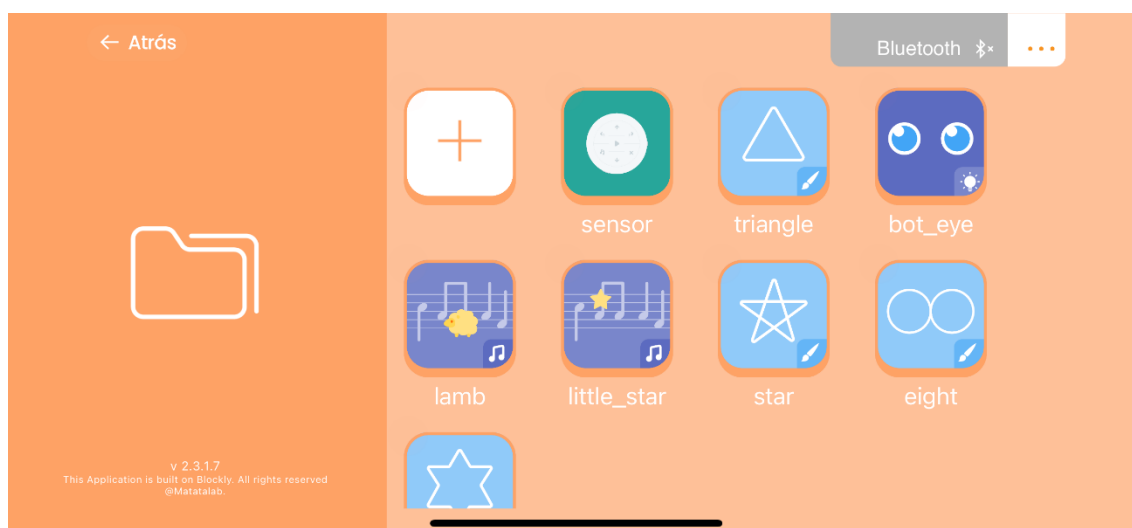 ← Atrás
Bluetooth
sensor
triangle
bot_eye
lamb
little_star
star
eight
v 2.3.1.7
This Application is built on Blockly. All rights reserved
@Matatalab.